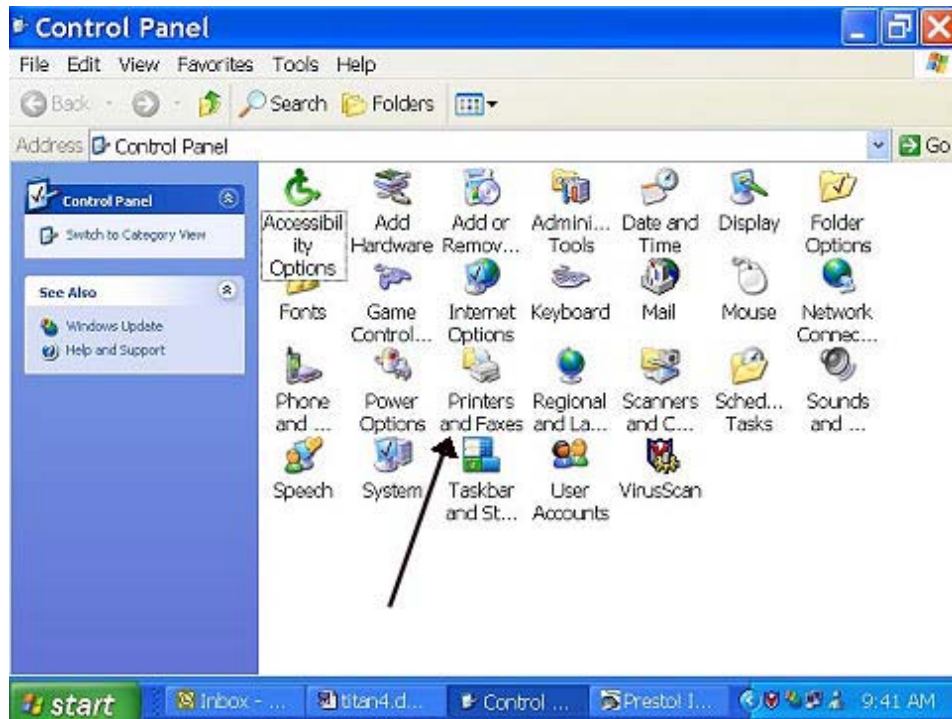 Control Panel
File Edit View Favorites Tools Help
Back Search Folders
Address Control Panel Go
Control Panel
Switch to Category View
See Also
Windows Update
Help and Support
Accessibil
ity
Options
Add
Hardware
Add or
Remov...
Admini...
Tools
Date and
Time
Display
Folder
Options
Fonts
Game
Control...
Internet
Options
Keyboard
Mail
Mouse
Network
Connec...
Phone
and ...
Power
Options
Printers
and Faxes
Regional
and La...
Scanners
and C...
Sched...
Tasks
Sounds
and ...
Speech
System
Taskbar
and St...
User
Accounts
VirusScan
start Inbox - ... titan4.d... Control ... Presto! I... 9:41 AM